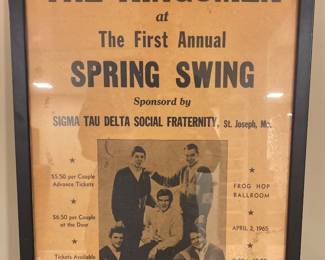 THE KINGSMEN
at
The First Annual
SPRING SWING
Sponsord by
SIGMA TAU DELTA SOCIAL FRATERNITY, St. Joseph, Mo.
$5.50 per Couple
Advance Tickets
$6.50 per Couple
at the Door
Tickets Available
FROG HOP
BALLROOM
APRIL 2, 1965